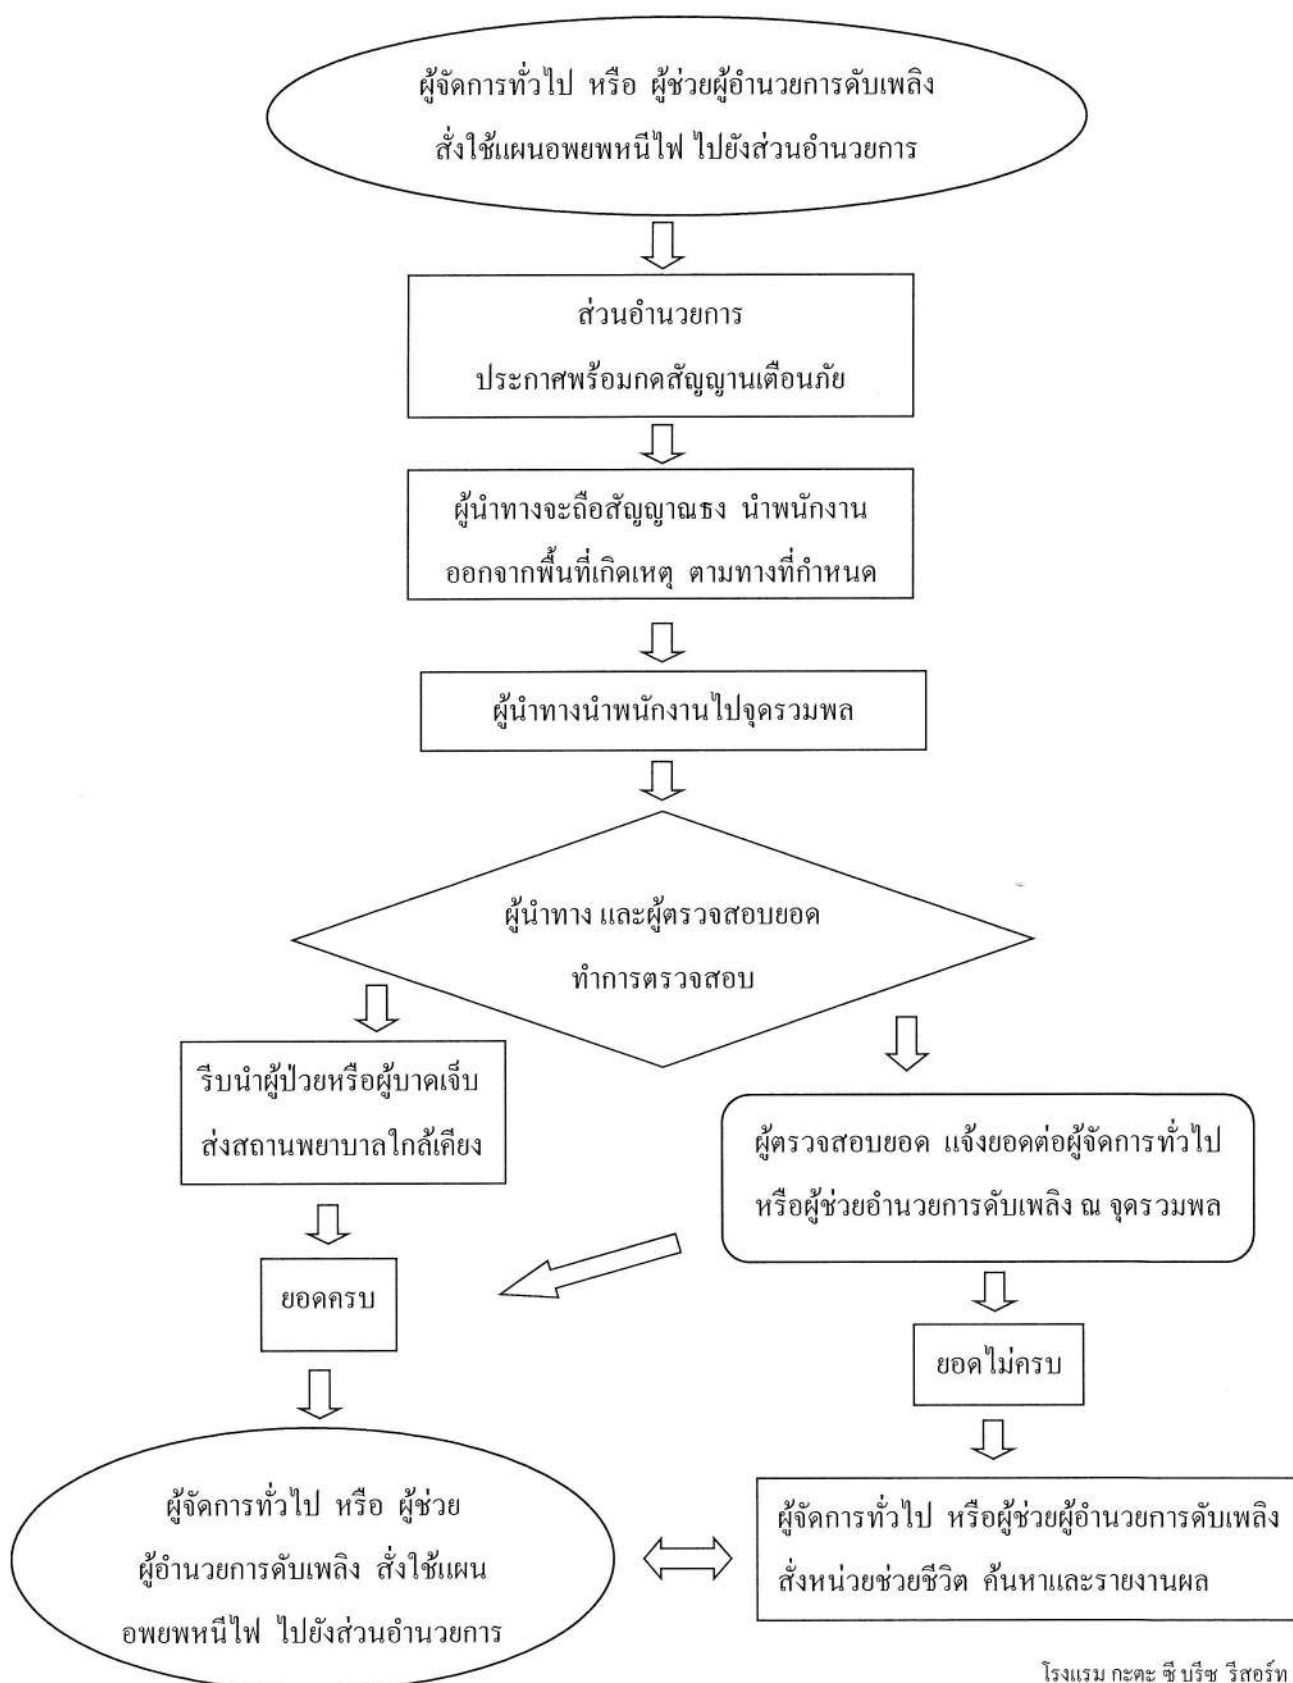 ผู้จัดการทั่วไป หรือ ผู้ช่วยผู้อำนวยการดับเพลิง
สั่งใช้แผนอพยพหนีไฟ ไปยังส่วนอำนวยการ
ส่วนอำนวยการ
ประกาศพร้อมกดสัญญานเตือนภัย
ผู้นำทางจะถือสัญญาณธง นำพนักงาน
ออกจากพื้นที่เกิดเหตุ ตามทางที่กำหนด
ผู้นำทางนำพนักงานไปจุดรวมพล
ผู้นำทาง และผู้ตรวจสอบยอด
ทำการตรวจสอบ
รีบนำผู้ป่วยหรือผู้บาดเจ็บ
ส่งสถานพยาบาลใกล้เคียง
ผู้ตรวจสอบยอด แจ้งยอดต่อผู้จัดการทั่วไป
หรือผู้ช่วยอำนวยการดับเพลิง ณ จุดรวมพล
ยอดครบ
ยอดไม่ครบ
ผู้จัดการทั่วไป หรือ ผู้ช่วย
ผู้อำนวยการดับเพลิง สั่งใช้แผน
อพยพหนีไฟ ไปยังส่วนอำนวยการ
ผู้จัดการทั่วไป หรือผู้ช่วยผู้อำนวยการดับเพลิง
สั่งหน่วยช่วยชีวิต ค้นหาและรายงานผล
โรงแรม กะตะ ซี บรีซ รีสอร์ท